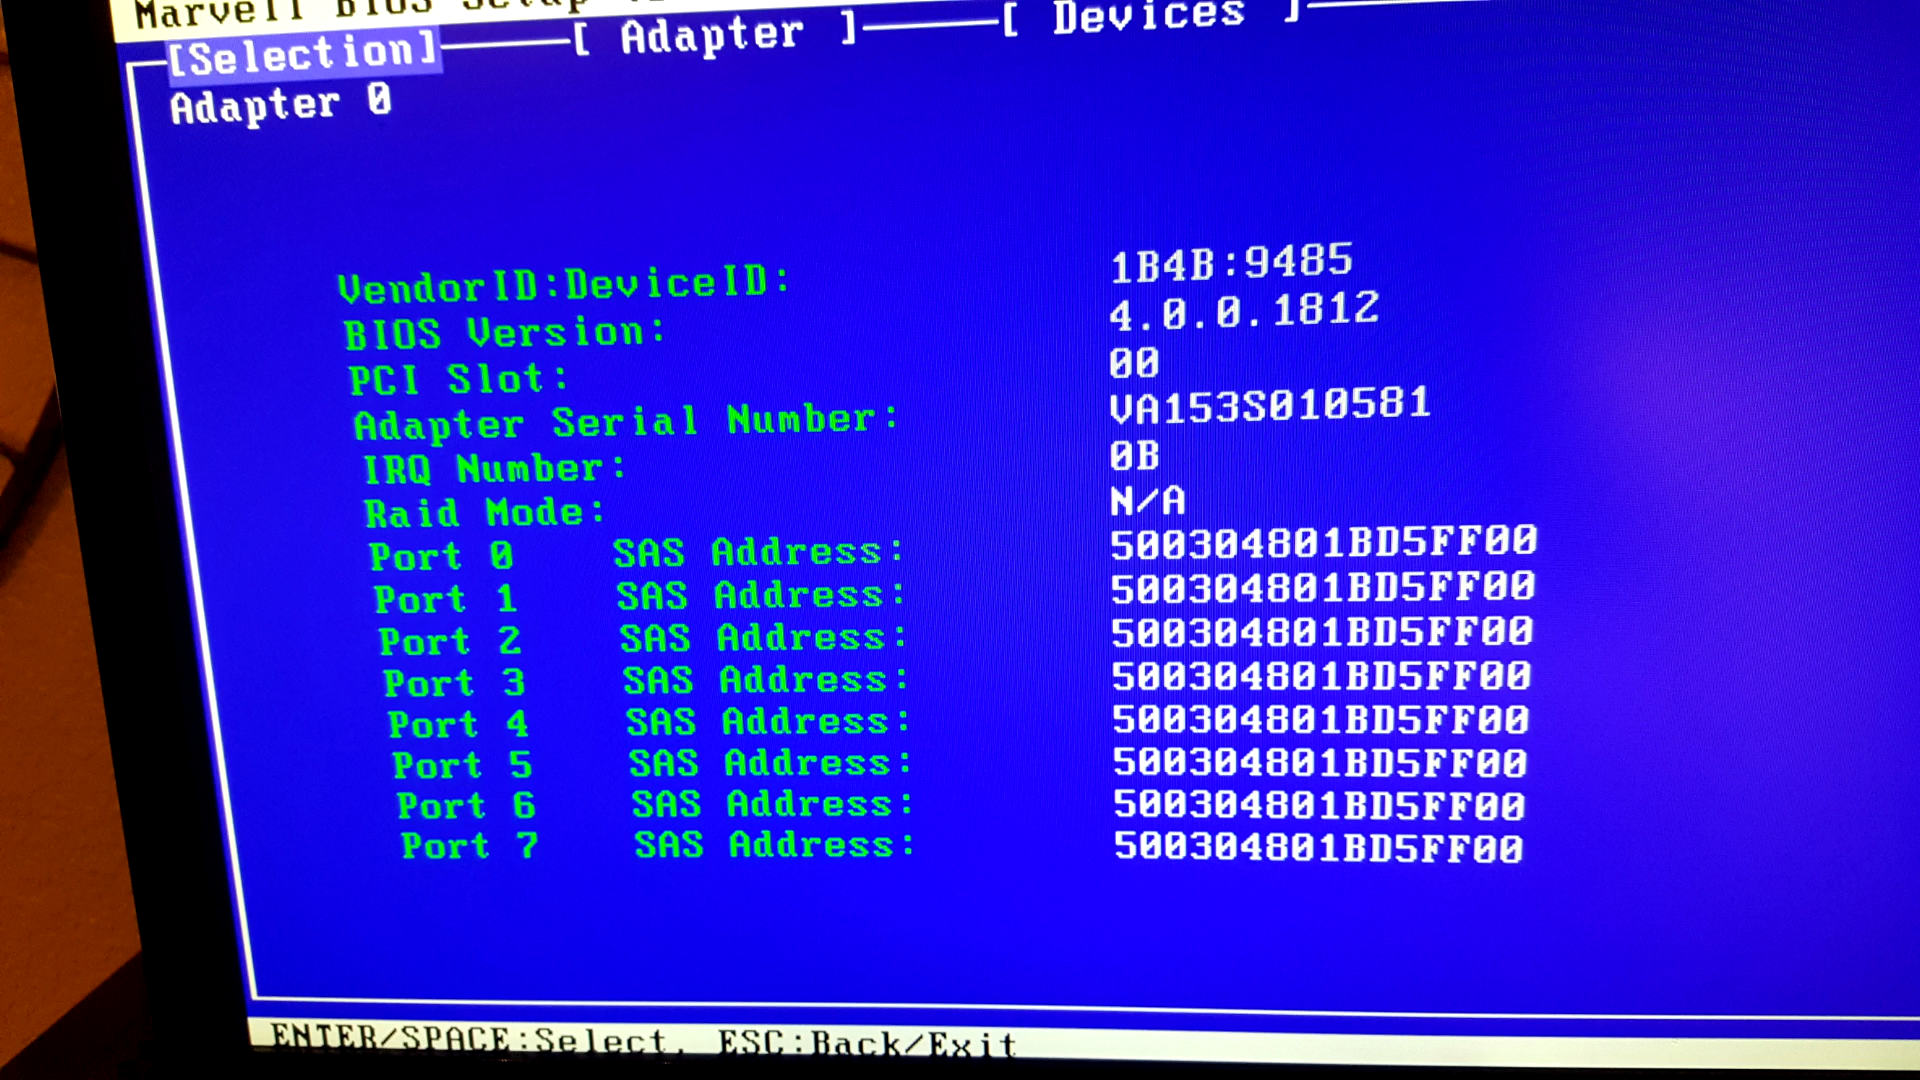 Marvell BIOS Setup
[Selection] [ Adapter ] [ Devices ]
Adapter 0
VendorID:DeviceID: 1B4B:9485
BIOS Version: 4.0.0.1812
PCI Slot: 00
Adapter Serial Number: VA153S010581
IRQ Number: 0B
Raid Mode: N/A
Port 0 SAS Address: 500304801BD5FF00
Port 1 SAS Address: 500304801BD5FF00
Port 2 SAS Address: 500304801BD5FF00
Port 3 SAS Address: 500304801BD5FF00
Port 4 SAS Address: 500304801BD5FF00
Port 5 SAS Address: 500304801BD5FF00
Port 6 SAS Address: 500304801BD5FF00
Port 7 SAS Address: 500304801BD5FF00
ENTER/SPACE:Select, ESC:Back/Exit